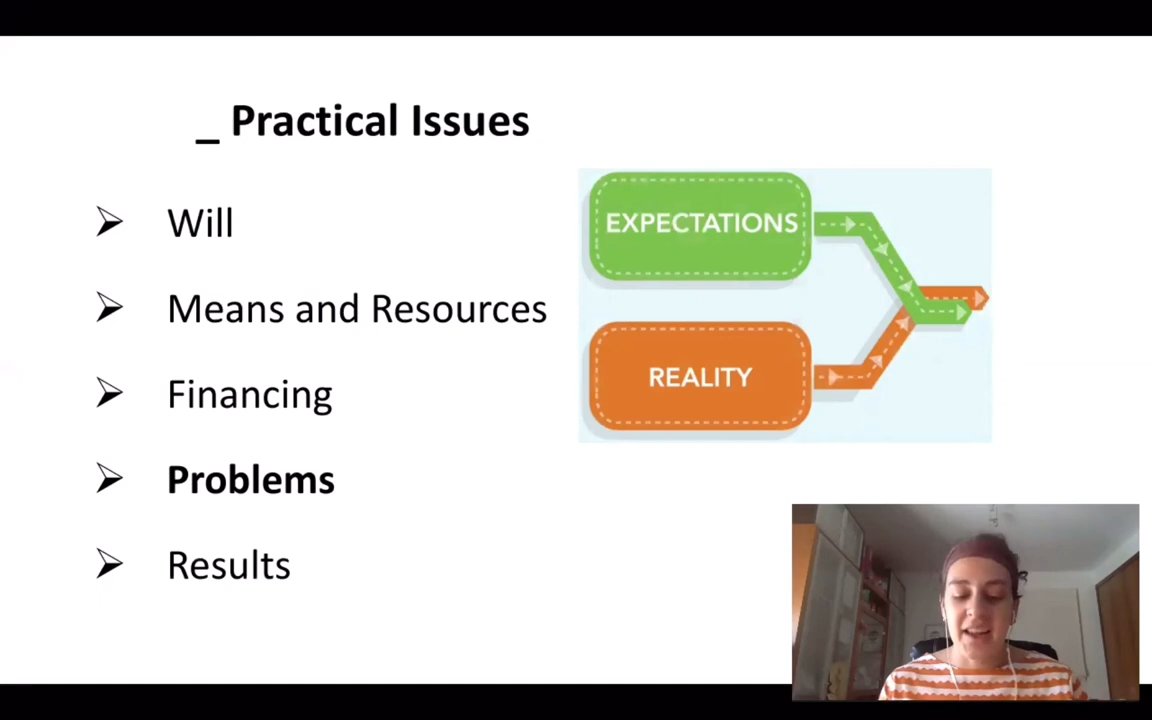 _ Practical Issues
Will
Means and Resources
Financing
Problems
Results
EXPECTATIONS
REALITY